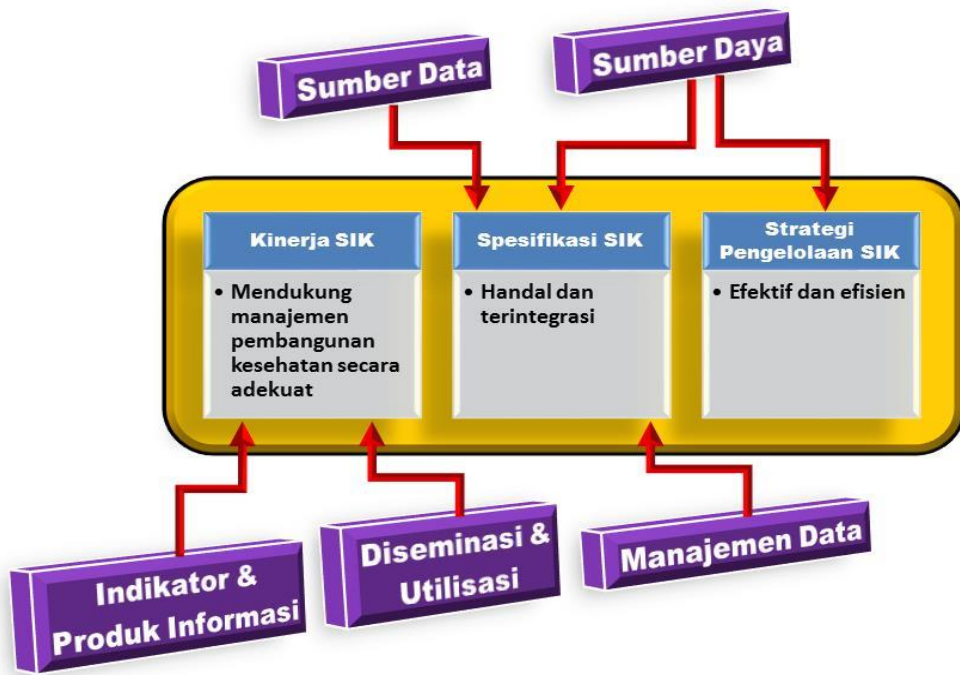 Sumber Data
Sumber Daya
Kinerja SIK
• Mendukung
manajemen
pembangunan
kesehatan secara
adekuat
Spesifikasi SIK
• Handal dan
terintegrasi
Strategi
Pengelolaan SIK
• Efektif dan efisien
Indikator &
Produk Informasi
Diseminasi &
Utilisasi
Manajemen Data